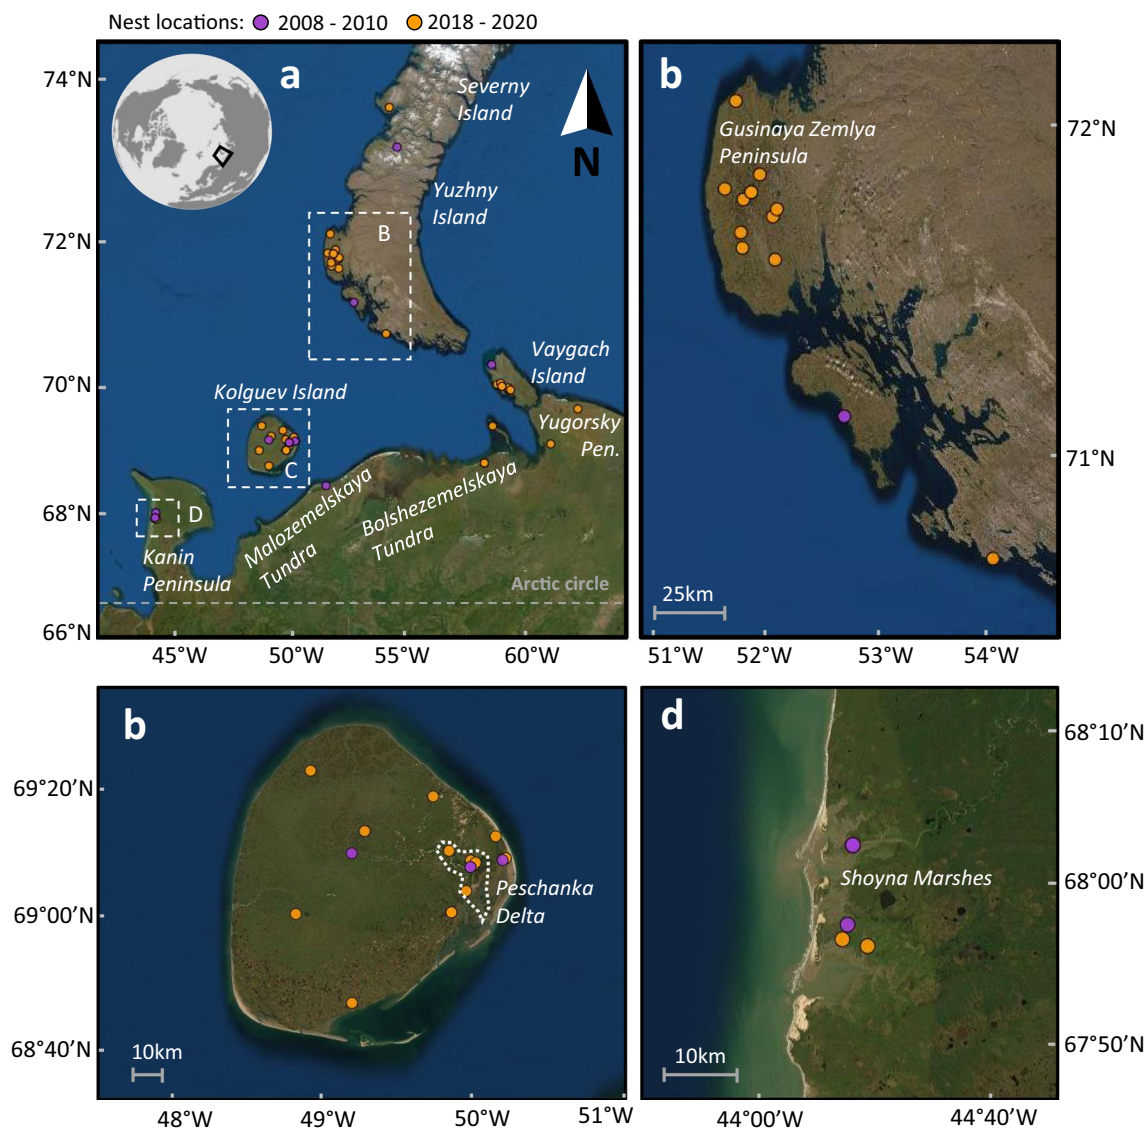 Nest locations: 2008 - 2010 2018 - 2020
a
74°N
72°N
70°N
68°N
66°N
Severny
Island
N
Yuzhny
Island
B
Vaygach
Island
Kolguev Island
C
Yugorsky
Pen.
D
Malozemelskaya
Tundra
Bolshezemelskaya
Tundra
Kanin
Peninsula
Arctic circle
45°W 50°W 55°W 60°W
b
Gusinaya Zemlya
Peninsula
72°N
71°N
25km
51°W 52°W 53°W 54°W
b
69°20’N
69°00’N
68°40’N
Peschanka
Delta
10km
48°W 49°W 50°W 51°W
d
68°10’N
Shoyna Marshes
68°00’N
67°50’N
10km
44°00’W 44°40’W